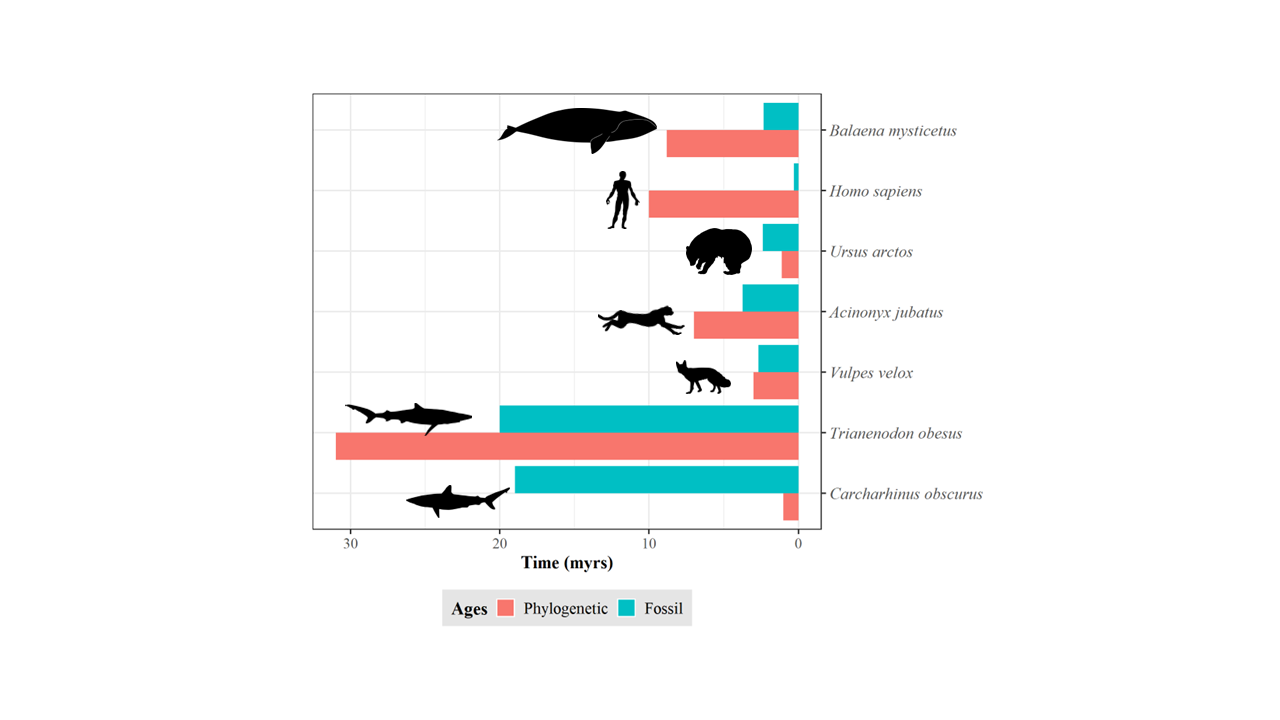 Balaena mysticetus
Homo sapiens
Ursus arctos
Acinonyx jubatus
Vulpes velox
Trianenodon obesus
Carcharhinus obscurus
30 20 10 0
Time (myrs)
Ages Phylogenetic Fossil